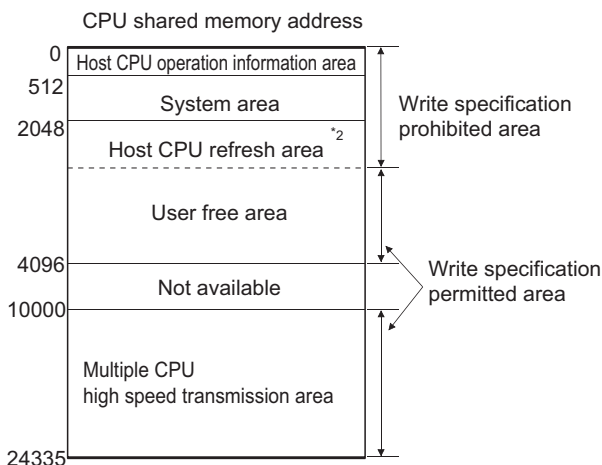 CPU shared memory address
0
Host CPU operation information area
512
System area
2048
Host CPU refresh area *2
User free area
4096
Not available
10000
Multiple CPU
high speed transmission area
24335
Write specification
prohibited area
Write specification
permitted area